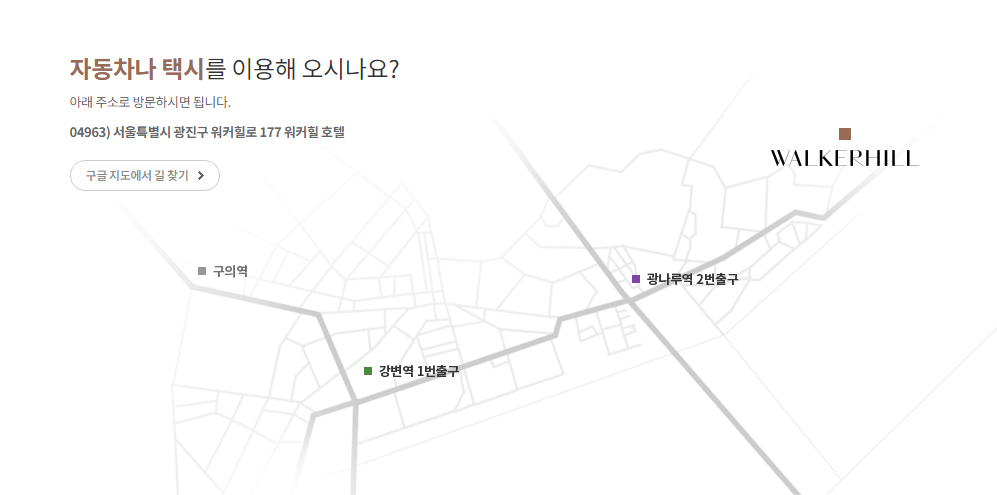 자동차나 택시를 이용해 오시나요?
아래 주소로 방문하시면 됩니다.
04963) 서울특별시 광진구 워커힐로 177 워커힐 호텔
구글 지도에서 길 찾기
WALKERHILL
구의역
광나루역 2번출구
강변역 1번출구